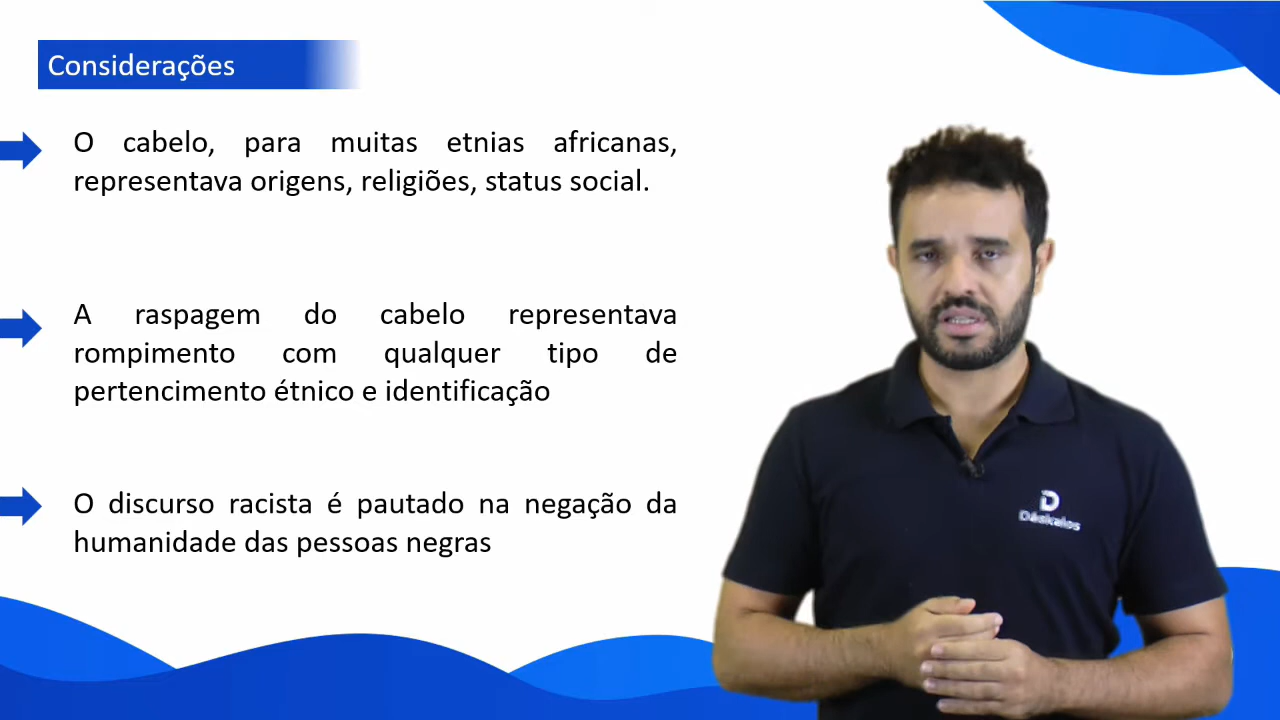 Considerações
O cabelo, para muitas etnias africanas,
representava origens, religiões, status social.
A raspagem do cabelo representava
rompimento com qualquer tipo de
pertencimento étnico e identificação
O discurso racista é pautado na negação da
humanidade das pessoas negras
D
Dáskalos